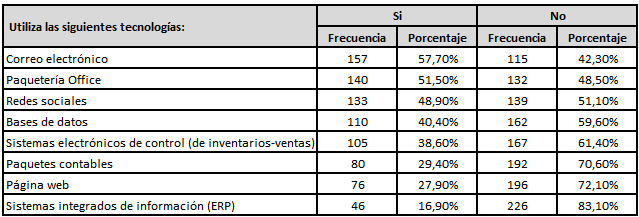 Utiliza las siguientes tecnologías: Si No
Frecuencia Porcentaje Frecuencia Porcentaje
Correo electrónico 157 57,70% 115 42,30%
Paquetería Office 140 51,50% 132 48,50%
Redes sociales 133 48,90% 139 51,10%
Bases de datos 110 40,40% 162 59,60%
Sistemas electrónicos de control (de inventarios-ventas) 105 38,60% 167 61,40%
Paquetes contables 80 29,40% 192 70,60%
Página web 76 27,90% 196 72,10%
Sistemas integrados de información (ERP) 46 16,90% 226 83,10%